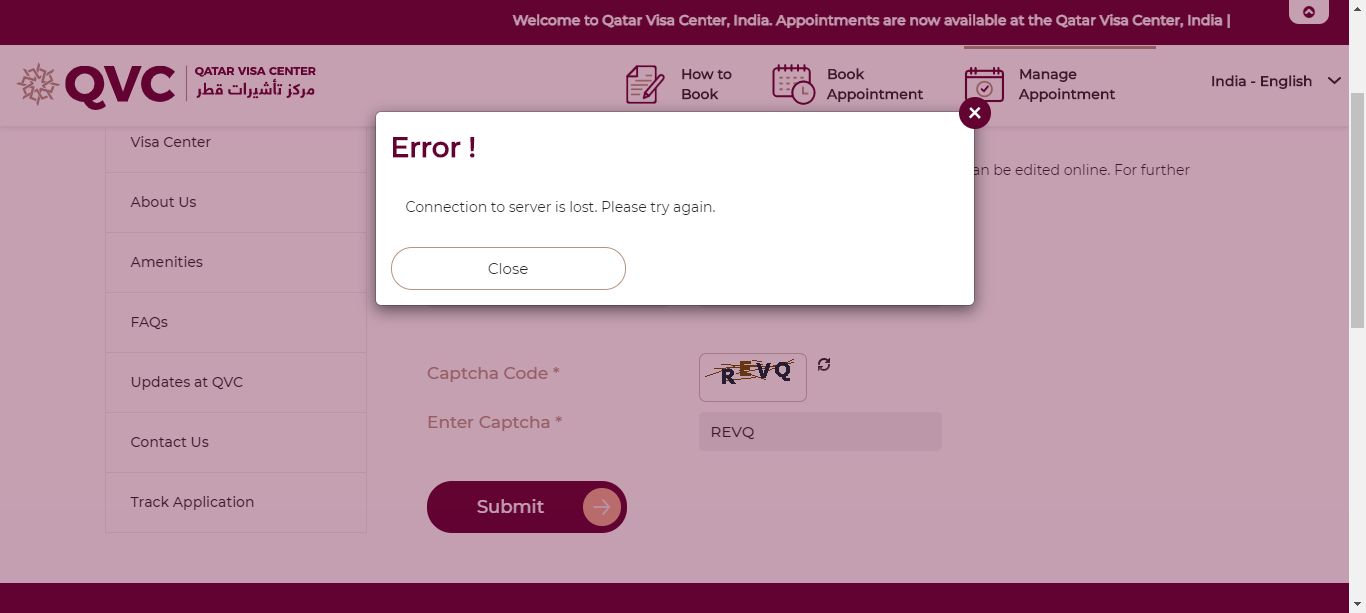 Welcome to Qatar Visa Center, India. Appointments are now available at the Qatar Visa Center, India |
QVC
QATAR VISA CENTER
مركز تأشيرات قطر
How to
Book
Book
Appointment
Manage
Appointment
India - English
Visa Center
About Us
Amenities
FAQs
Updates at QVC
Contact Us
Track Application
an be edited online. For further
Error !
Connection to server is lost. Please try again.
Close
Captcha Code *
REVQ
Enter Captcha *
REVQ
Submit